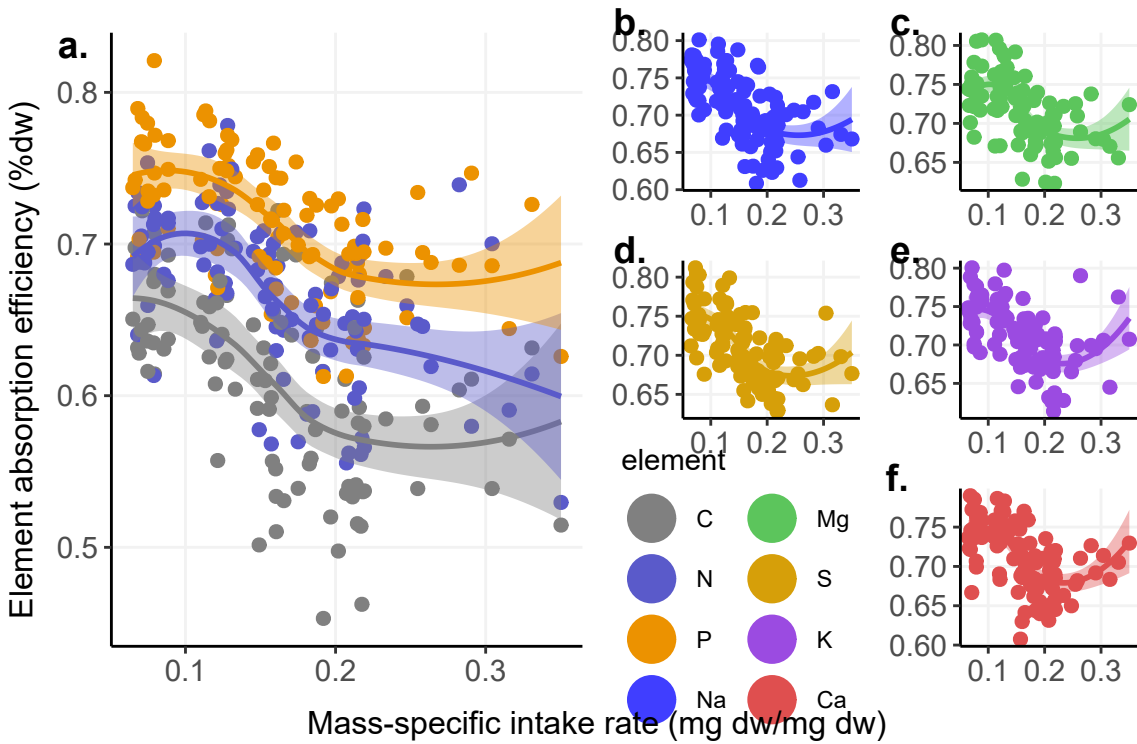 a.
Element absorption efficiency (%dw)
0.8
0.7
0.6
0.5
0.1 0.2 0.3
b.
0.80
0.75
0.70
0.65
0.60
0.1 0.2 0.3
c.
0.80
0.75
0.70
0.65
0.1 0.2 0.3
d.
0.80
0.75
0.70
0.65
0.1 0.2 0.3
e.
0.80
0.75
0.70
0.65
0.1 0.2 0.3
f.
0.75
0.70
0.65
0.60
0.1 0.2 0.3
element
C Mg
N S
P K
Na Ca
Mass-specific intake rate (mg dw/mg dw)